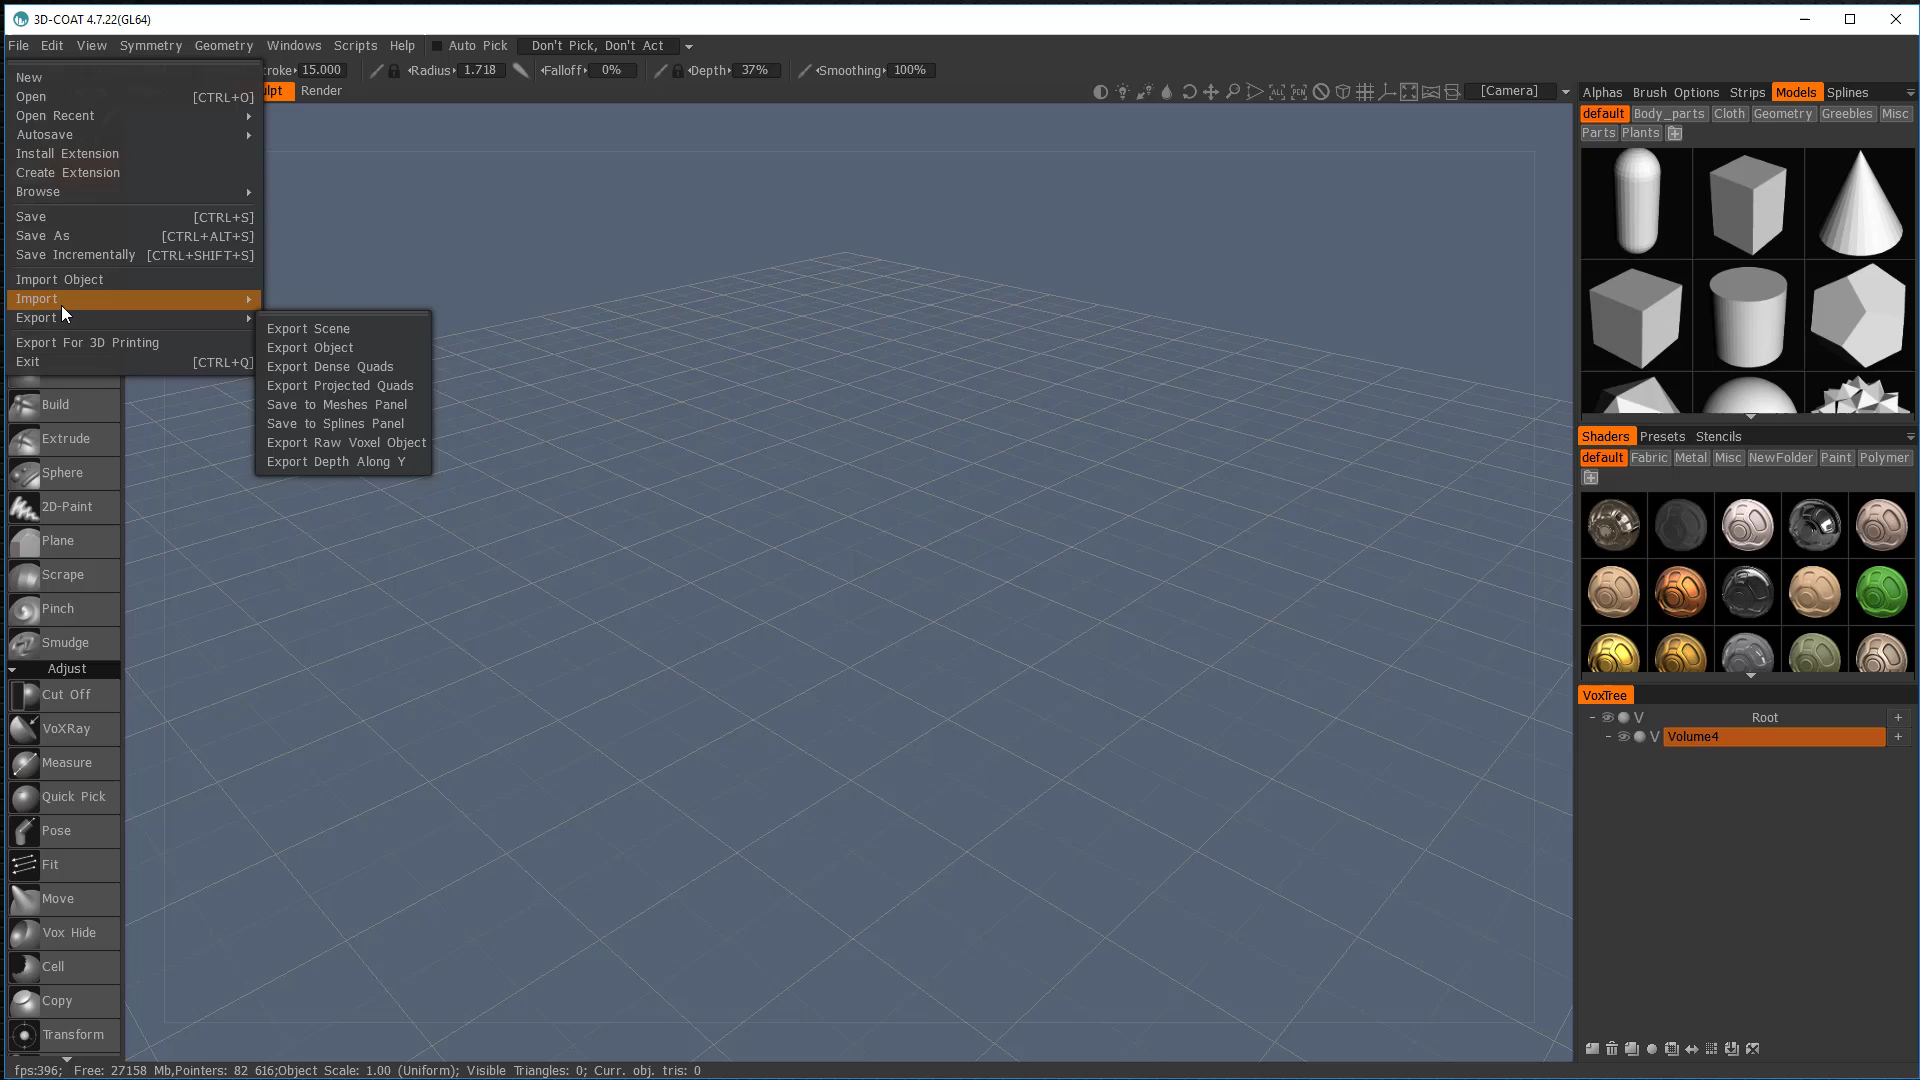 3D-COAT 4.7.22(GL64)
File Edit View Symmetry Geometry Windows Scripts Help Auto Pick Don't Pick, Don't Act
roke 15.000 Radius 1.718 Falloff 0% Depth 37% Smoothing 100%
lpt Render [Camera]
New
Open [CTRL+O]
Open Recent
Autosave
Install Extension
Create Extension
Browse
Save [CTRL+S]
Save As [CTRL+ALT+S]
Save Incrementally [CTRL+SHIFT+S]
Import Object
Import
Export
Export For 3D Printing
Exit [CTRL+Q]
Export Scene
Export Object
Export Dense Quads
Export Projected Quads
Save to Meshes Panel
Save to Splines Panel
Export Raw Voxel Object
Export Depth Along Y
Build
Extrude
Sphere
2D-Paint
Plane
Scrape
Pinch
Smudge
Adjust
Cut Off
VoXRay
Measure
Quick Pick
Pose
Fit
Move
Vox Hide
Cell
Copy
Transform
Alphas Brush Options Strips Models Splines
default Body_parts Cloth Geometry Greebles Misc
Parts Plants
Shaders Presets Stencils
default Fabric Metal Misc NewFolder Paint Polymer
VoxTree
V Root +
V Volume4 +
fps:396; Free: 27158 Mb,Pointers: 82 616;Object Scale: 1.00 (Uniform); Visible Triangles: 0; Curr. obj. tris: 0